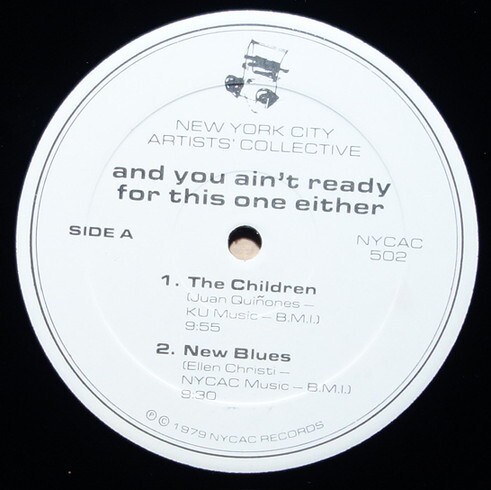 NEW YORK CITY
ARTISTS' COLLECTIVE
and you ain't ready
for this one either
SIDE A
NYCAC
502
1. The Children
(Juan Quiñones —
KU Music — B.M.I.)
9:55
2. New Blues
(Ellen Christi —
NYCAC Music — B.M.I.)
9:30
Ⓟ © 1979 NYCAC RECORDS